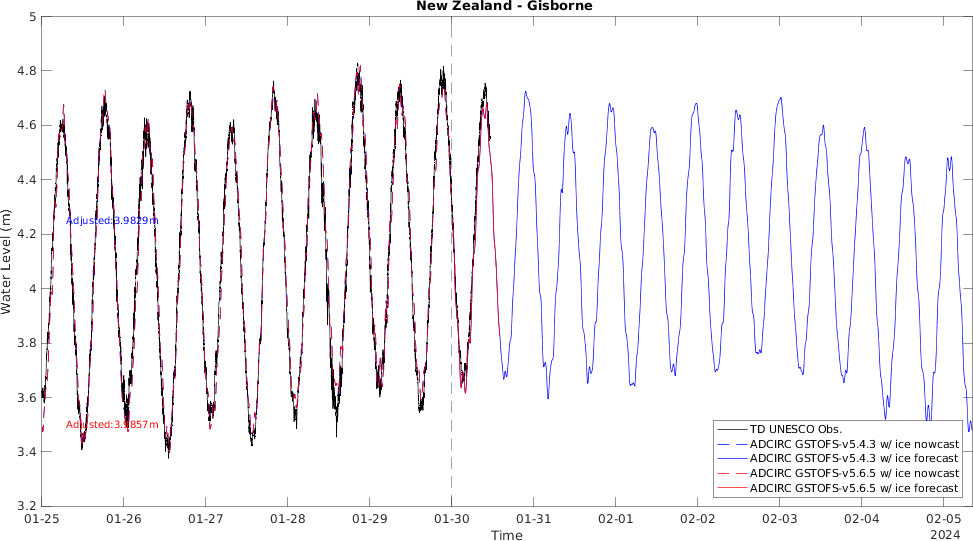 New Zealand - Gisborne
Water Level (m)
5
4.8
4.6
4.4
4.2
4
3.8
3.6
3.4
3.2
Adjusted:3.9829m
Adjusted:3.9857m
TD UNESCO Obs.
ADCIRC GSTOFS-v5.4.3 w/ ice nowcast
ADCIRC GSTOFS-v5.4.3 w/ ice forecast
ADCIRC GSTOFS-v5.6.5 w/ ice nowcast
ADCIRC GSTOFS-v5.6.5 w/ ice forecast
01-25 01-26 01-27 01-28 01-29 01-30 01-31 02-01 02-02 02-03 02-04 02-05
Time
2024